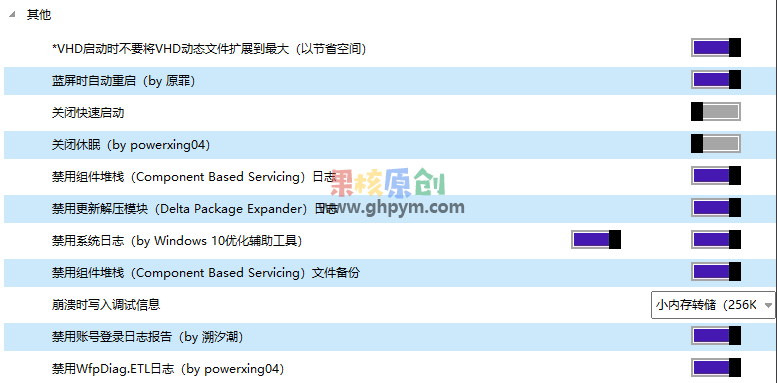 其他
*VHD启动时不要将VHD动态文件扩展到最大（以节省空间）
蓝屏时自动重启（by 原罪）
关闭快速启动
关闭休眠（by powerxing04）
禁用组件堆栈（Component Based Servicing）日志
果核原创
禁用更新解压模块（Delta Package Expander）日志
www.ghpym.com
禁用系统日志（by Windows 10优化辅助工具）
禁用组件堆栈（Component Based Servicing）文件备份
崩溃时写入调试信息 小内存转储（256K
禁用账号登录日志报告（by 溯汐潮）
禁用WfpDiag.ETL日志（by powerxing04）